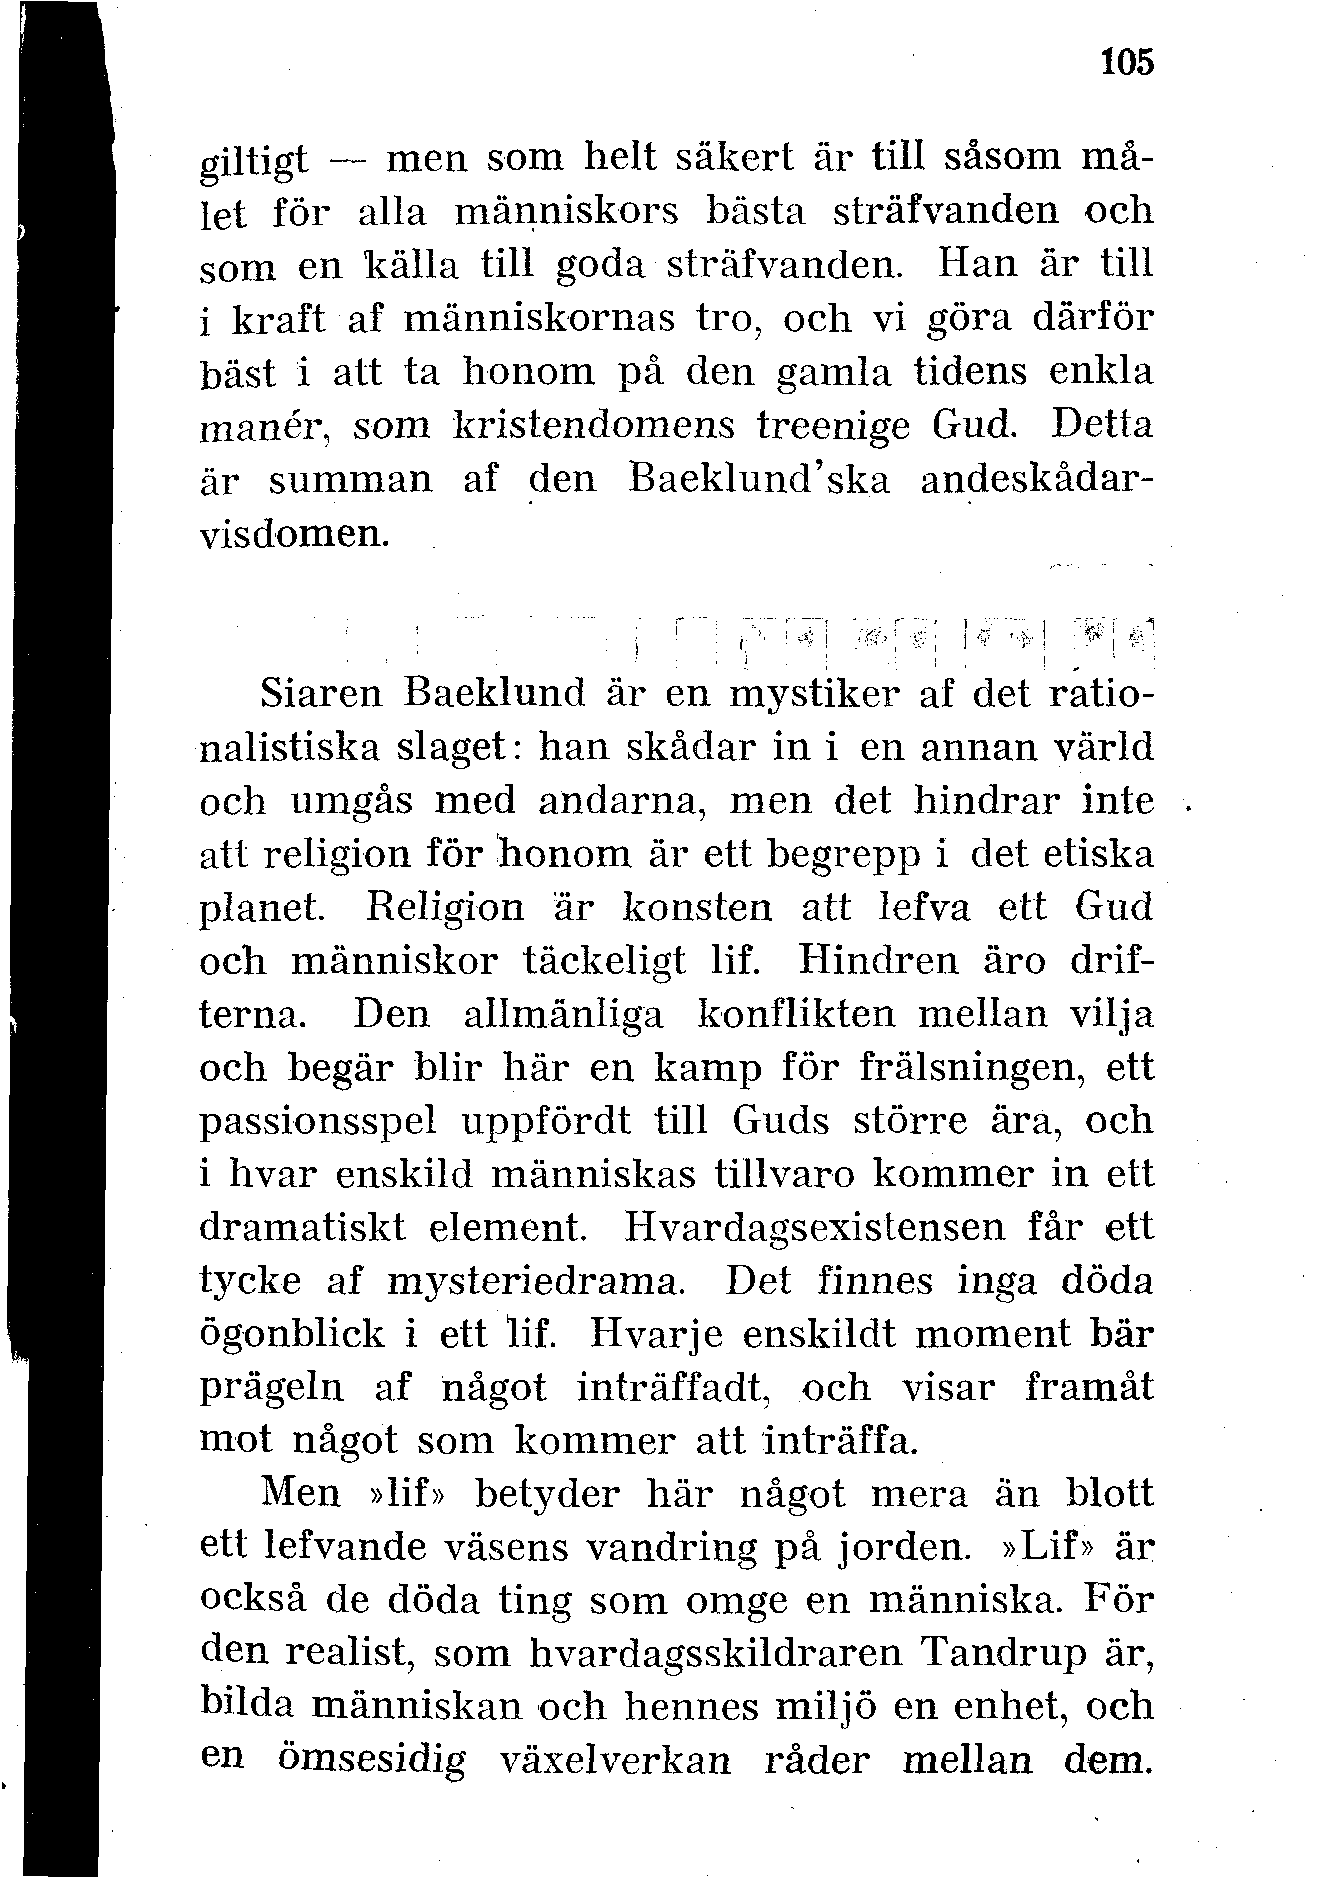 105
giltigt — men som helt säkert är till såsom må-
let för alla människors bästa sträfvanden och
som en källa till goda sträfvanden. Han är till
i kraft af människornas tro, och vi göra därför
bäst i att ta honom på den gamla tidens enkla
manér, som kristendomens treenige Gud. Detta
är summan af den Baeklund'ska andeskådar-
visdomen.
Siaren Baeklund är en mystiker af det ratio-
nalistiska slaget: han skådar in i en annan värld
och umgås med andarna, men det hindrar inte
att religion för honom är ett begrepp i det etiska
planet. Religion är konsten att lefva ett Gud
och människor täckeligt lif. Hindren äro drif-
terna. Den allmänliga konflikten mellan vilja
och begär blir här en kamp för frälsningen, ett
passionsspel uppfördt till Guds större ära, och
i hvar enskild människas tillvaro kommer in ett
dramatiskt element. Hvardagsexistensen får ett
tycke af mysteriedrama. Det finnes inga döda
ögonblick i ett lif. Hvarje enskildt moment bär
prägeln af något inträffadt, och visar framåt
mot något som kommer att inträffa.
Men »lif» betyder här något mera än blott
ett lefvande väsens vandring på jorden. »Lif» är
också de döda ting som omge en människa. För
den realist, som hvardagsskildraren Tandrup är,
bilda människan och hennes miljö en enhet, och
en ömsesidig växelverkan råder mellan dem.